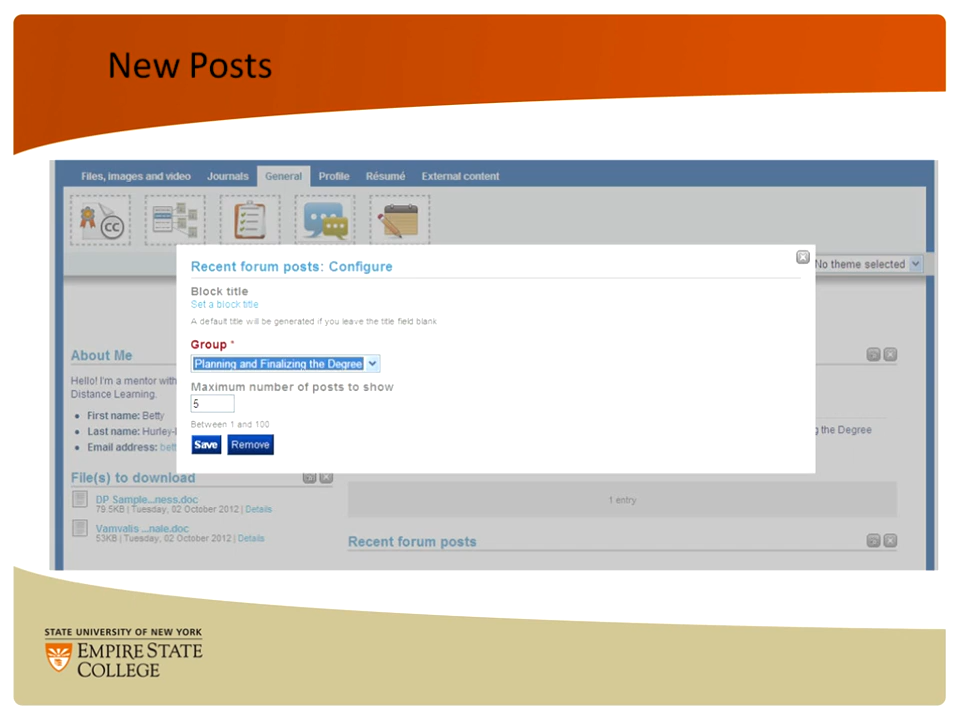 New Posts
Files, images and video Journals General Profile Résumé External content
No theme selected
Recent forum posts: Configure
Block title
Set a block title
A default title will be generated if you leave the title field blank
Group *
Planning and Finalizing the Degree
Maximum number of posts to show
5
Between 1 and 100
Save Remove
About Me
Hello! I'm a mentor with
Distance Learning.
First name: Betty
Last name: Hurley-
Email address: bett
g the Degree
File(s) to download
DP Sample...ness.doc
79.5KB | Tuesday, 02 October 2012 | Details
Vamvalis ...nale.doc
53KB | Tuesday, 02 October 2012 | Details
1 entry
Recent forum posts
STATE UNIVERSITY OF NEW YORK
EMPIRE STATE
COLLEGE